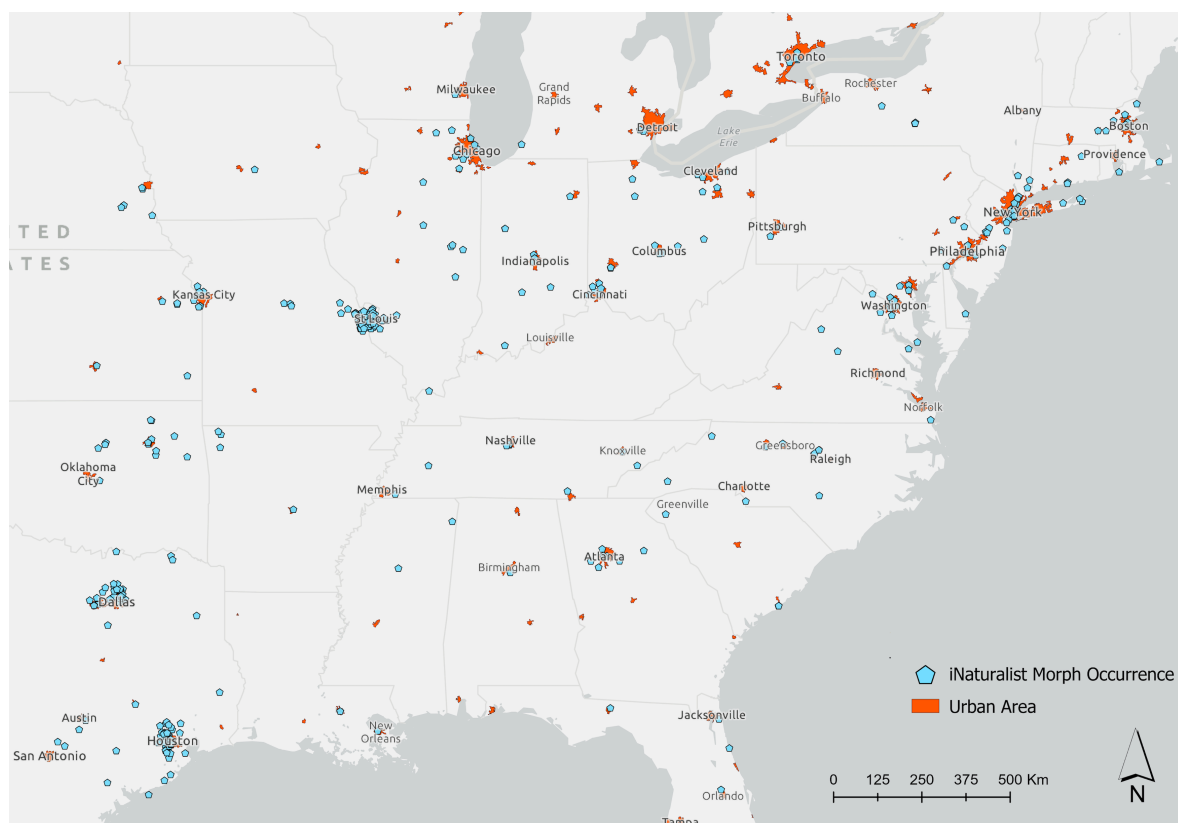 Toronto
Milwaukee
Grand
Rapids
Rochester
Buffalo
Albany
Detroit
Boston
Lake
Erie
Chicago
Providence
Cleveland
New York
Pittsburgh
TED
ATES
Columbus
Philadelphia
Indianapolis
Kansas City
Cincinnati
Washington
St Louis
Louisville
Richmond
Norfolk
Nashville
Knoxville
Greensboro
Raleigh
Oklahoma
City
Memphis
Charlotte
Greenville
Atlanta
Birmingham
Dallas
iNaturalist Morph Occurrence
Urban Area
Austin
Jacksonville
New
Orleans
Houston
San Antonio
0 125 250 375 500 Km
N
Orlando
Tampa